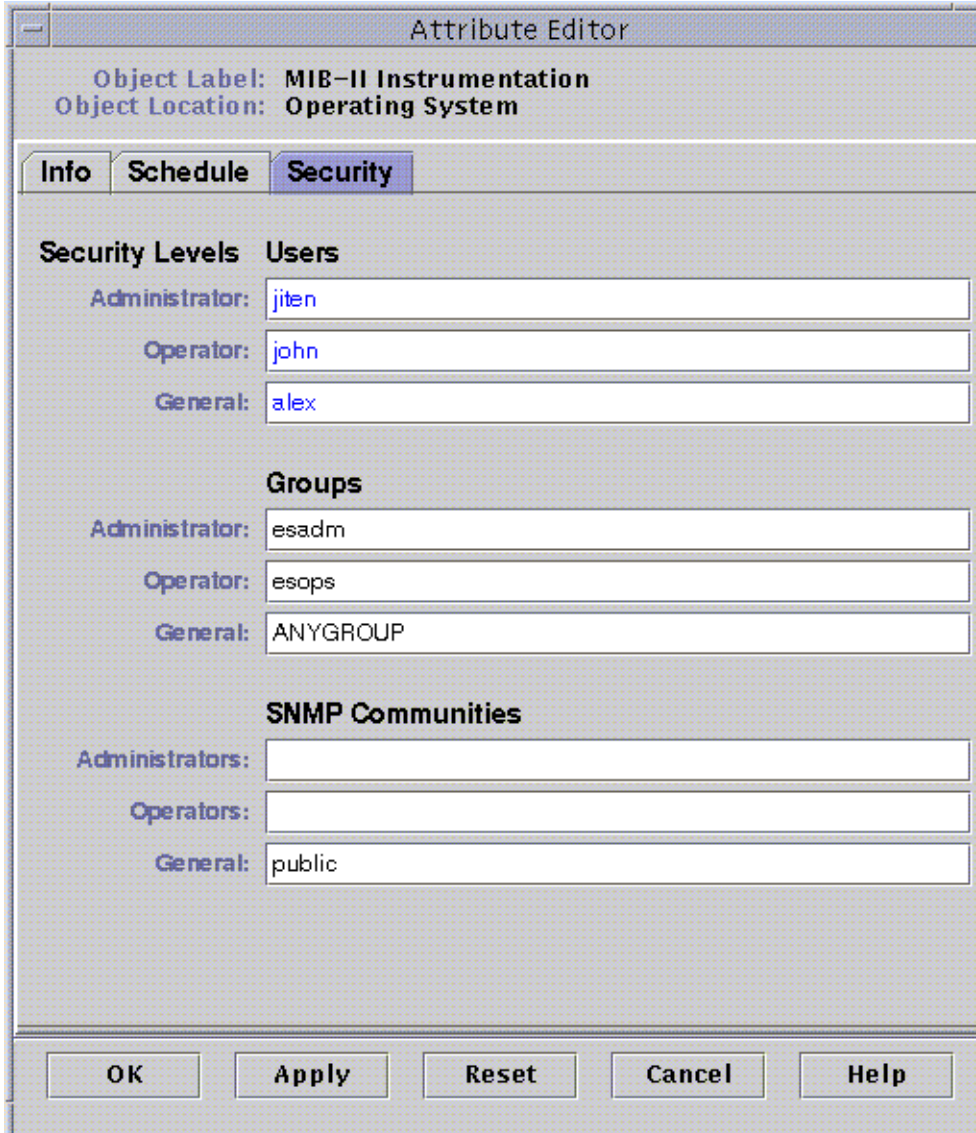 Attribute Editor
Object Label: MIB-II Instrumentation
Object Location: Operating System
Info Schedule Security
Security Levels Users
Administrator: jiten
Operator: john
General: alex
Groups
Administrator: esadm
Operator: esops
General: ANYGROUP
SNMP Communities
Administrators:
Operators:
General: public
OK Apply Reset Cancel Help